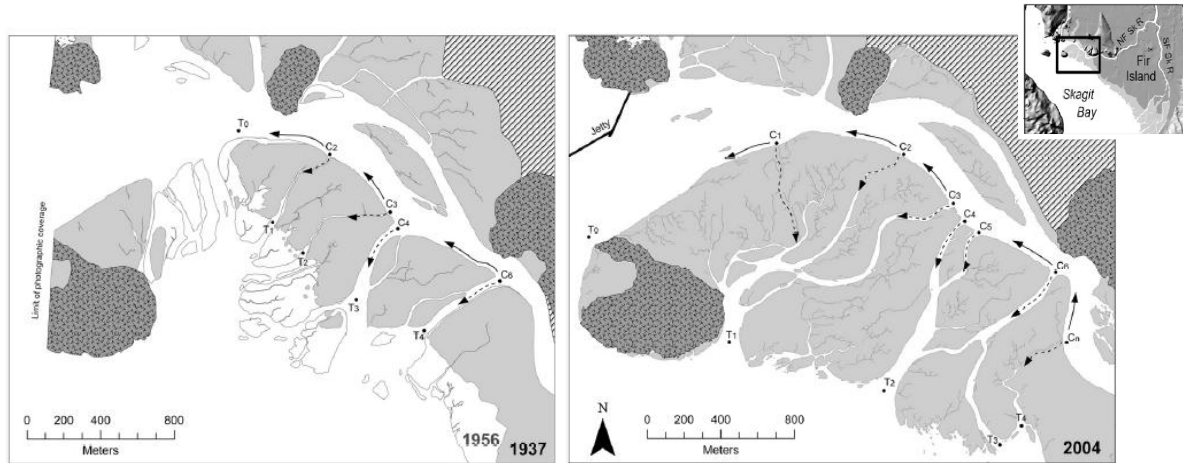 Limit of photographic coverage
T0
C2
C3
C4
C6
T1
T2
T3
T4
0 200 400 800
Meters
1956 1937
Jetty
C1
C2
C3
C4
C5
C6
Cn
T0
T1
T2
T3
T4
N
0 200 400 800
Meters
2004
NF Sk R
SF Sk R
Fir
Island
Skagit
Bay